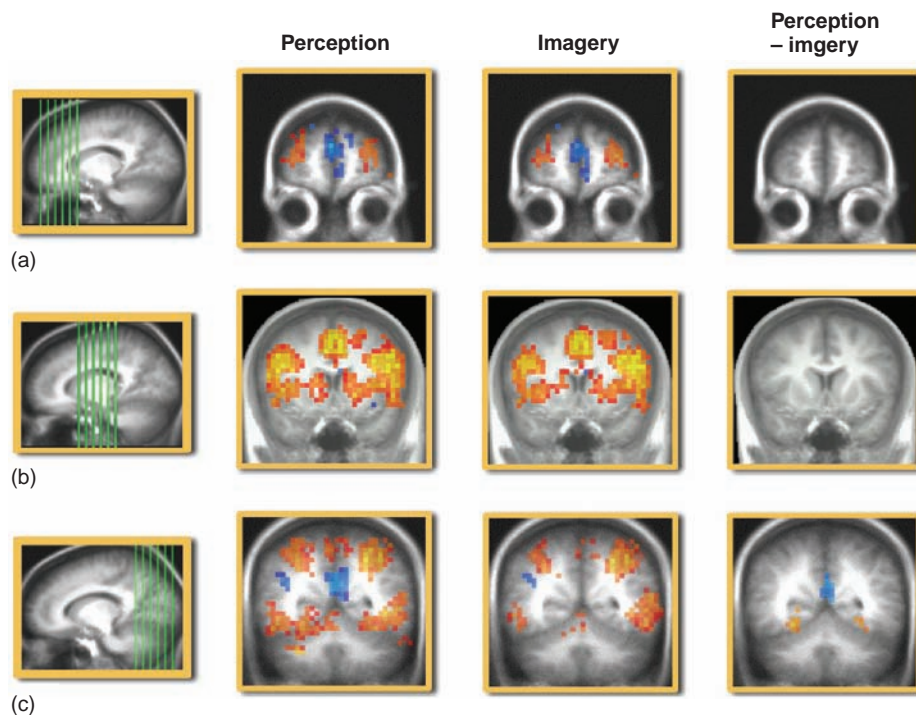 Perception
Imagery
Perception
– imgery
(a)
(b)
(c)